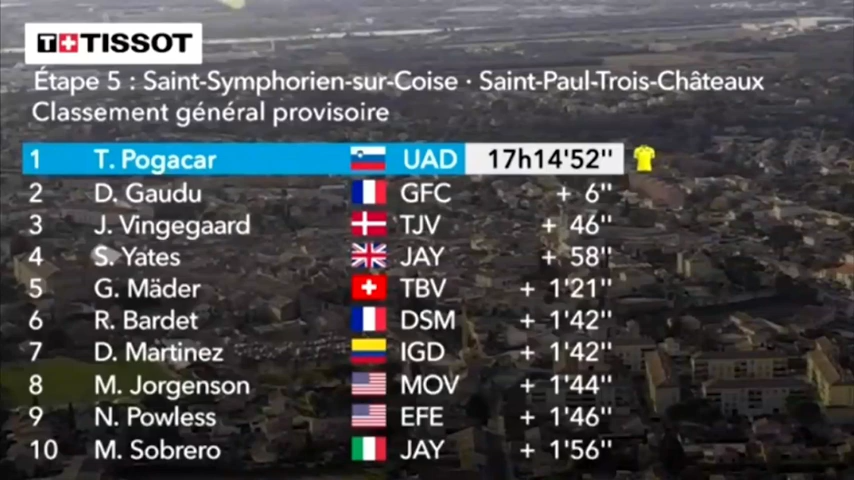 TISSOT
Étape 5 : Saint-Symphorien-sur-Coise · Saint-Paul-Trois-Châteaux
Classement général provisoire
1 T. Pogacar UAD 17h14'52''
2 D. Gaudu GFC + 6''
3 J. Vingegaard TJV + 46''
4 S. Yates JAY + 58''
5 G. Mäder TBV + 1'21''
6 R. Bardet DSM + 1'42''
7 D. Martinez IGD + 1'42''
8 M. Jorgenson MOV + 1'44''
9 N. Powless EFE + 1'46''
10 M. Sobrero JAY + 1'56''